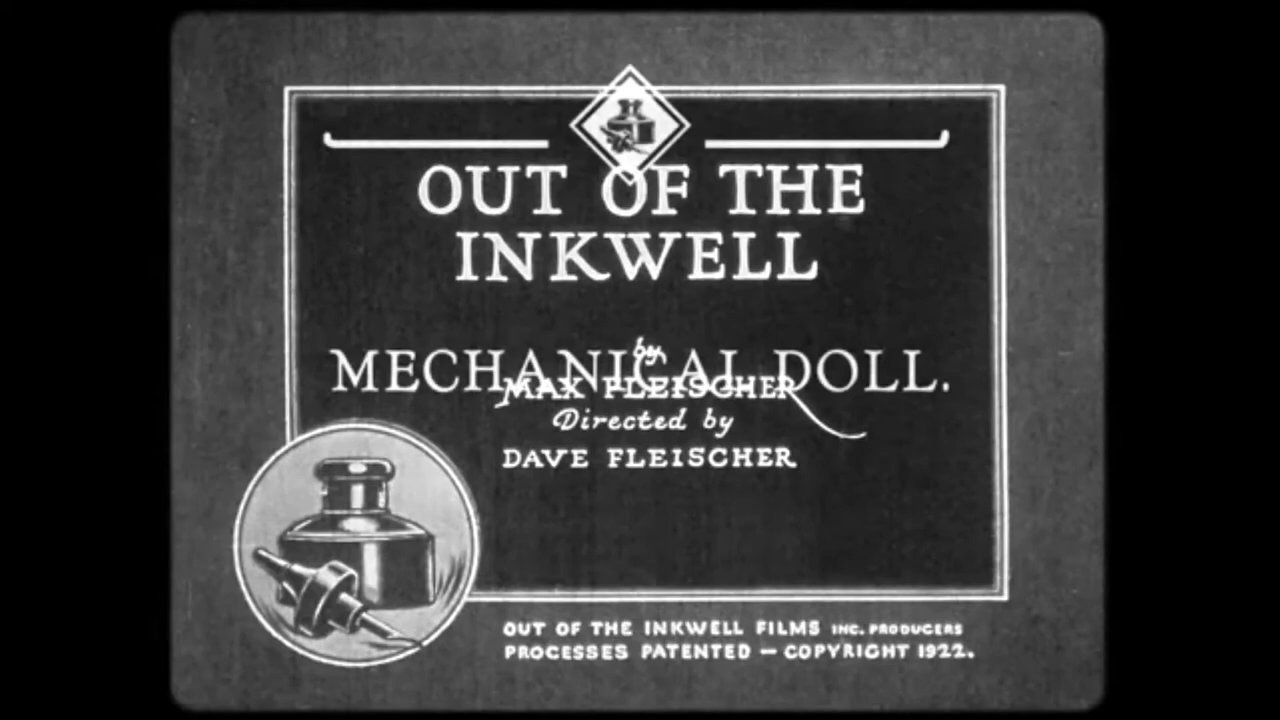 OUT OF THE
INKWELL
by
MECHANICAL DOLL.
MAX FLEISCHER
Directed by
DAVE FLEISCHER
OUT OF THE INKWELL FILMS INC. PRODUCERS
PROCESSES PATENTED — COPYRIGHT 1922.